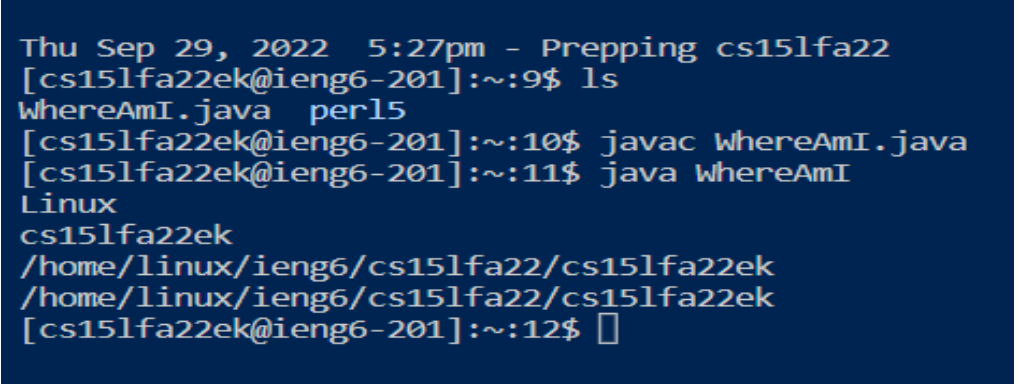 Thu Sep 29, 2022  5:27pm - Prepping cs15lfa22
[cs15lfa22ek@ieng6-201]:~:9$ ls
WhereAmI.java  perl5
[cs15lfa22ek@ieng6-201]:~:10$ javac WhereAmI.java
[cs15lfa22ek@ieng6-201]:~:11$ java WhereAmI
Linux
cs15lfa22ek
/home/linux/ieng6/cs15lfa22/cs15lfa22ek
/home/linux/ieng6/cs15lfa22/cs15lfa22ek
[cs15lfa22ek@ieng6-201]:~:12$